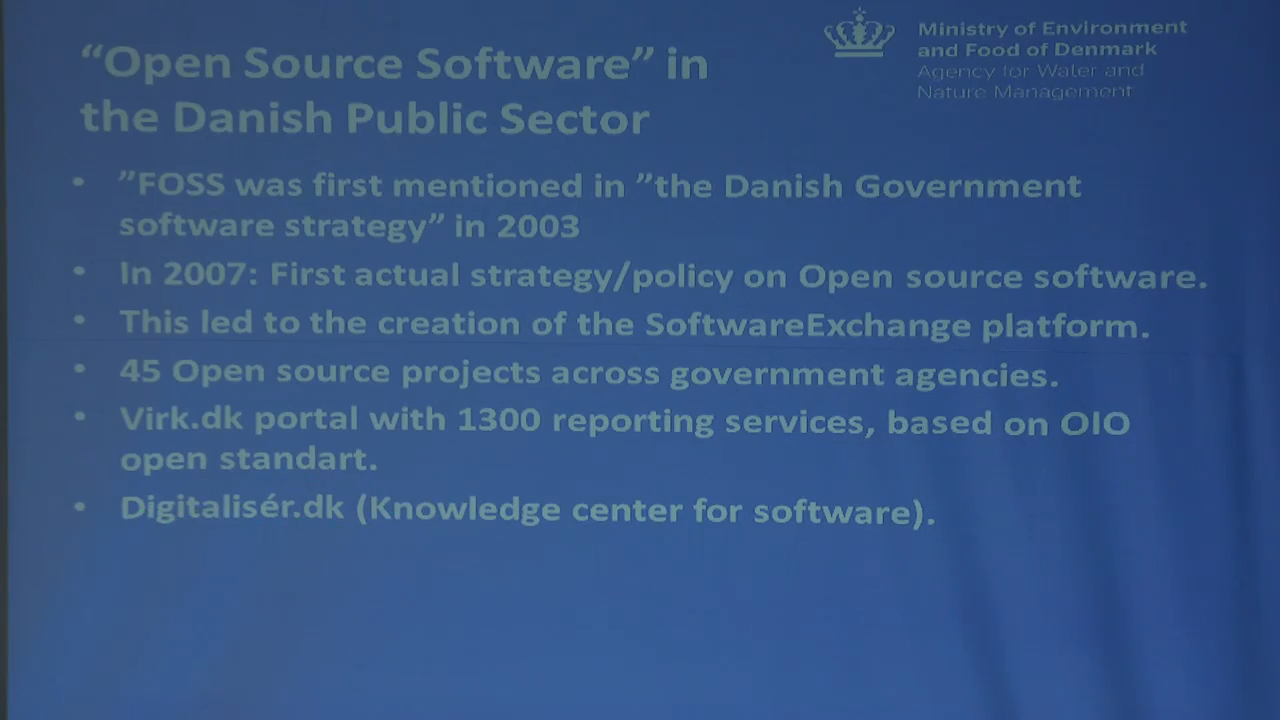 Ministry of Environment
and Food of Denmark
Agency for Water and
Nature Management
“Open Source Software” in
the Danish Public Sector
• ”FOSS was first mentioned in ”the Danish Government
software strategy” in 2003
• In 2007: First actual strategy/policy on Open source software.
• This led to the creation of the SoftwareExchange platform.
• 45 Open source projects across government agencies.
• Virk.dk portal with 1300 reporting services, based on OIO
open standart.
• Digitalisér.dk (Knowledge center for software).